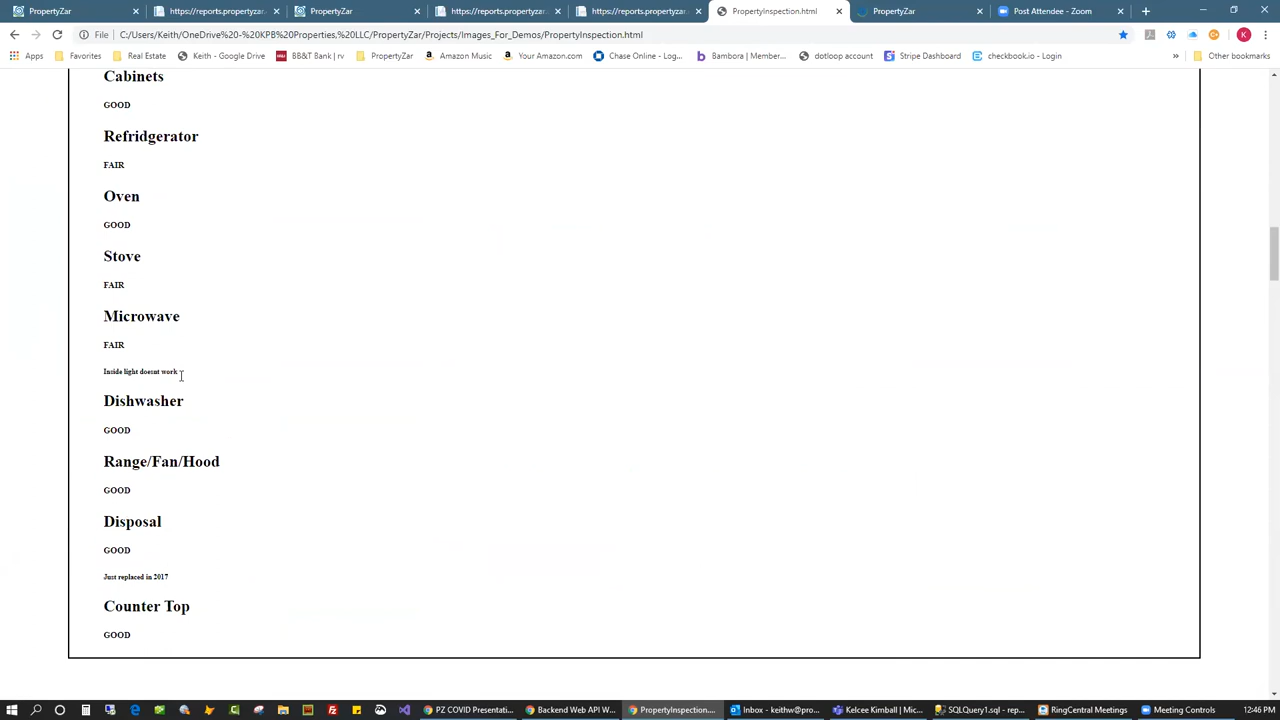 PropertyZar
https://reports.propertyzar.
PropertyZar
https://reports.propertyzar.
https://reports.propertyzar.
PropertyInspection.html
PropertyZar
Post Attendee - Zoom
File C:/Users/Keith/OneDrive%20-%20KPB%20Properties,%20LLC/PropertyZar/Projects/Images_For_Demos/PropertyInspection.html
K
Apps Favorites Real Estate Keith - Google Drive BB&T Bank | rv PropertyZar Amazon Music Your Amazon.com Chase Online - Log... Bambora | Member... dotloop account Stripe Dashboard checkbook.io - Login » Other bookmarks
Cabinets
GOOD
Refridgerator
FAIR
Oven
GOOD
Stove
FAIR
Microwave
FAIR
Inside light doesnt work
Dishwasher
GOOD
Range/Fan/Hood
GOOD
Disposal
GOOD
Just replaced in 2017
Counter Top
GOOD
PZ COVID Presentati... Backend Web API W... PropertyInspection.... Inbox - keithw@pro... Kelcee Kimball | Mic... SQLQuery1.sql - rep... RingCentral Meetings Meeting Controls 12:46 PM